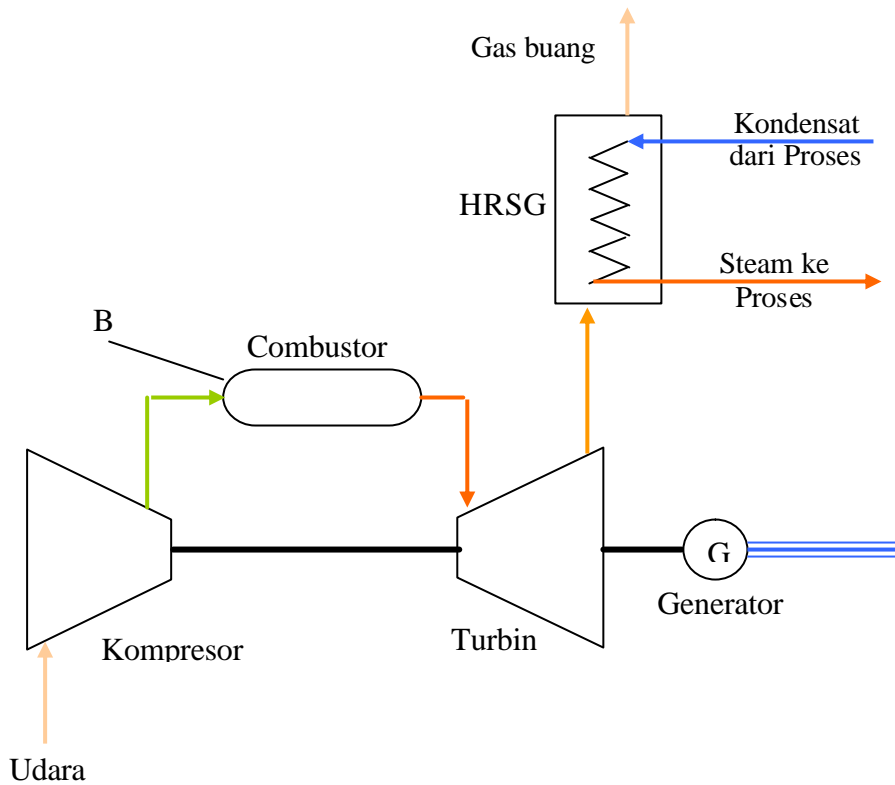 Gas buang
Kondensat
dari Proses
HRSG
Steam ke
Proses
B
Combustor
G
Generator
Turbin
Kompresor
Udara